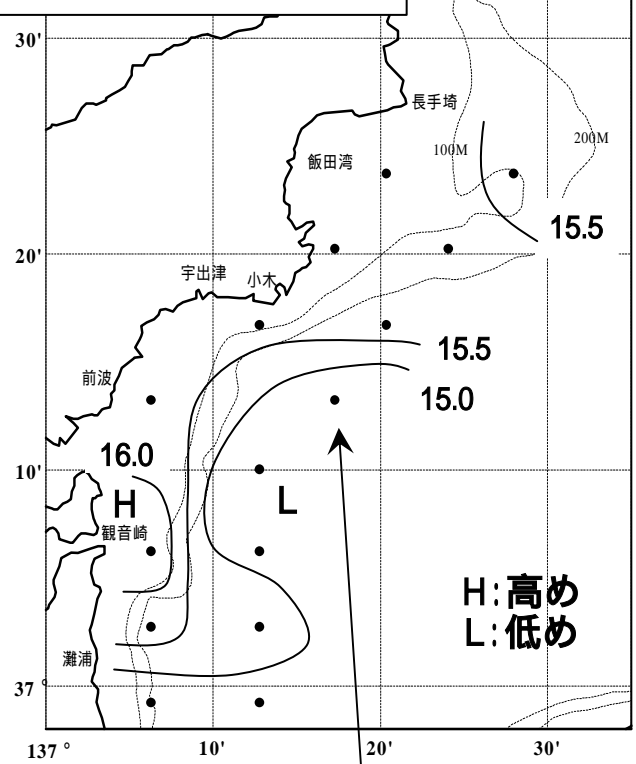 30'
長手埼
100M
200M
飯田湾
15.5
20'
宇出津
小木
15.5
前波
15.0
16.0
10'
H
L
観音崎
H:高め
L:低め
灘浦
37°
137°
10'
20'
30'